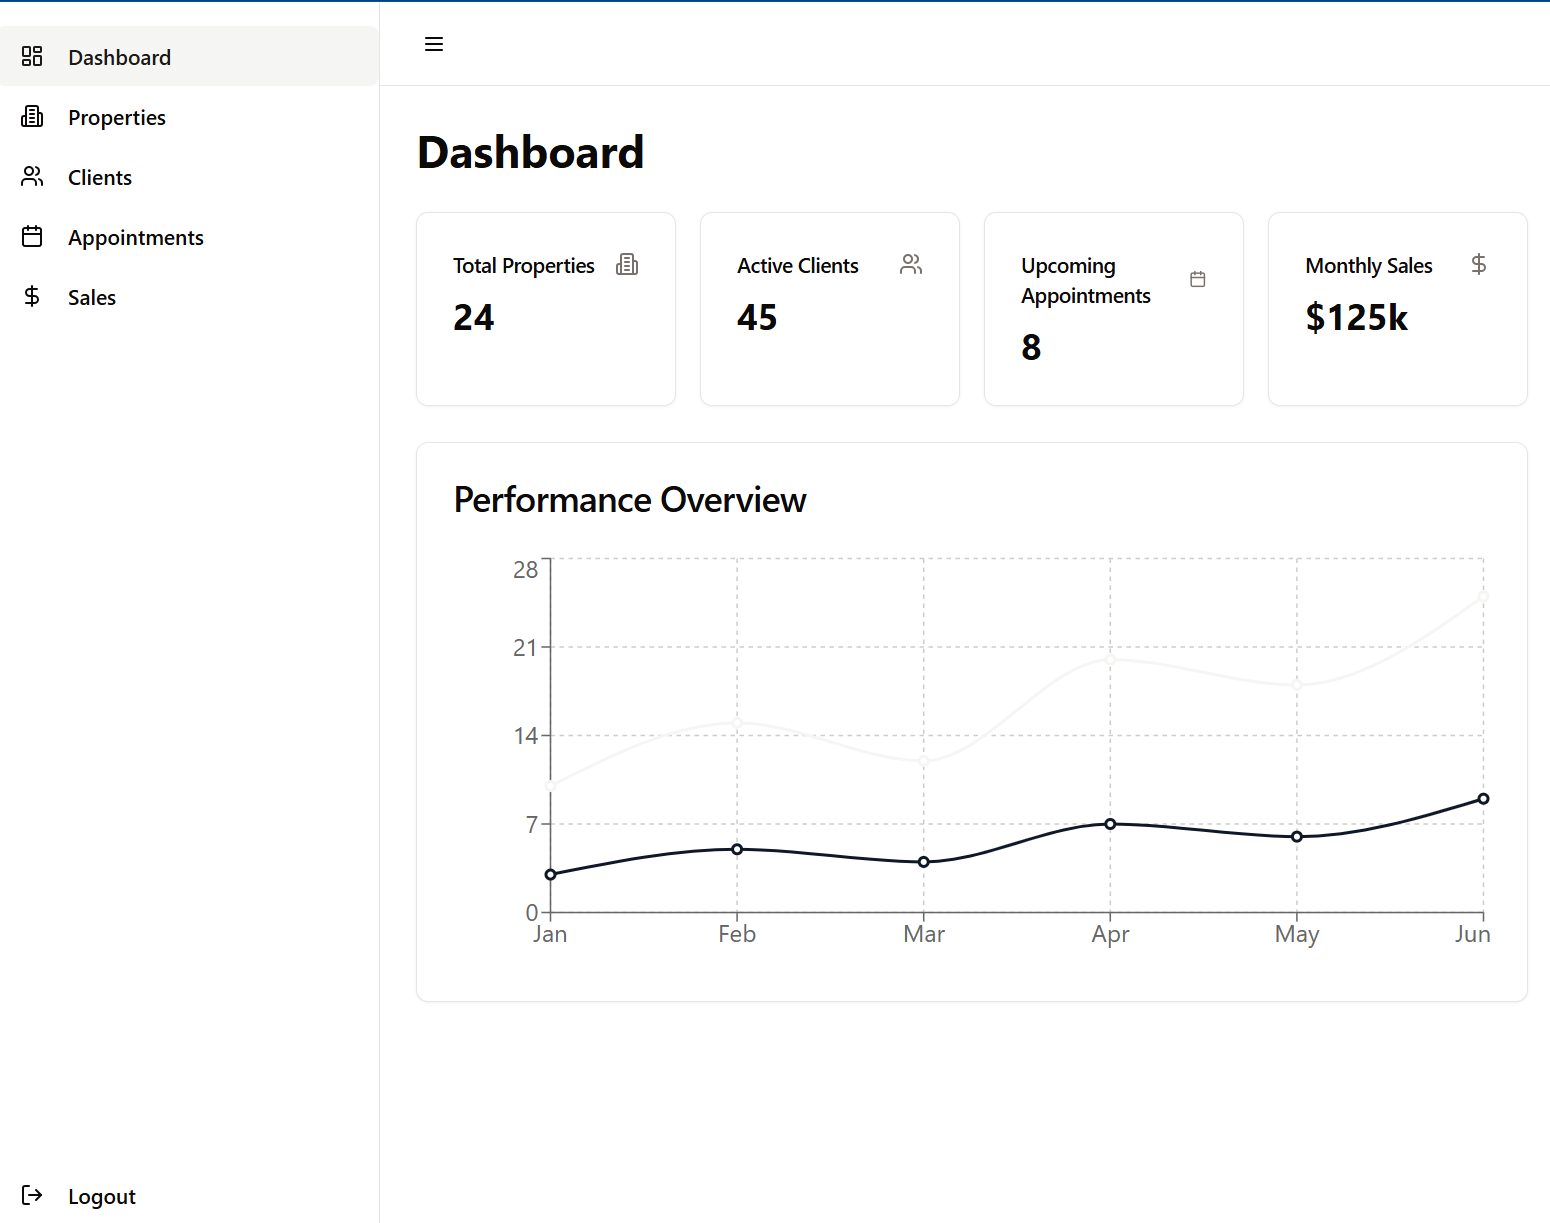 Dashboard
Properties
Clients
Appointments
Sales
Logout
Dashboard
Total Properties
24
Active Clients
45
Upcoming
Appointments
8
Monthly Sales
$125k
Performance Overview
28
21
14
7
0
Jan Feb Mar Apr May Jun